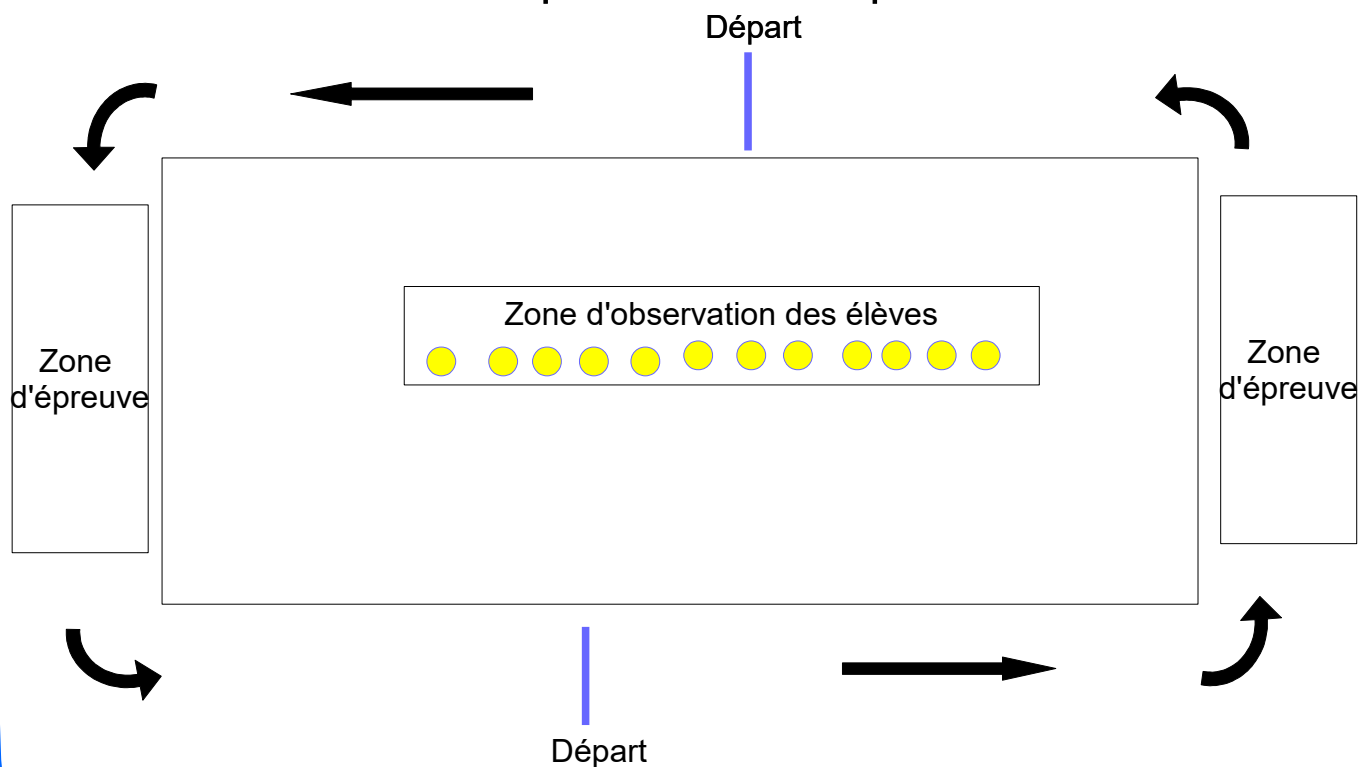 Départ
Zone d'observation des élèves
Zone
d'épreuve
Zone
d'épreuve
Départ